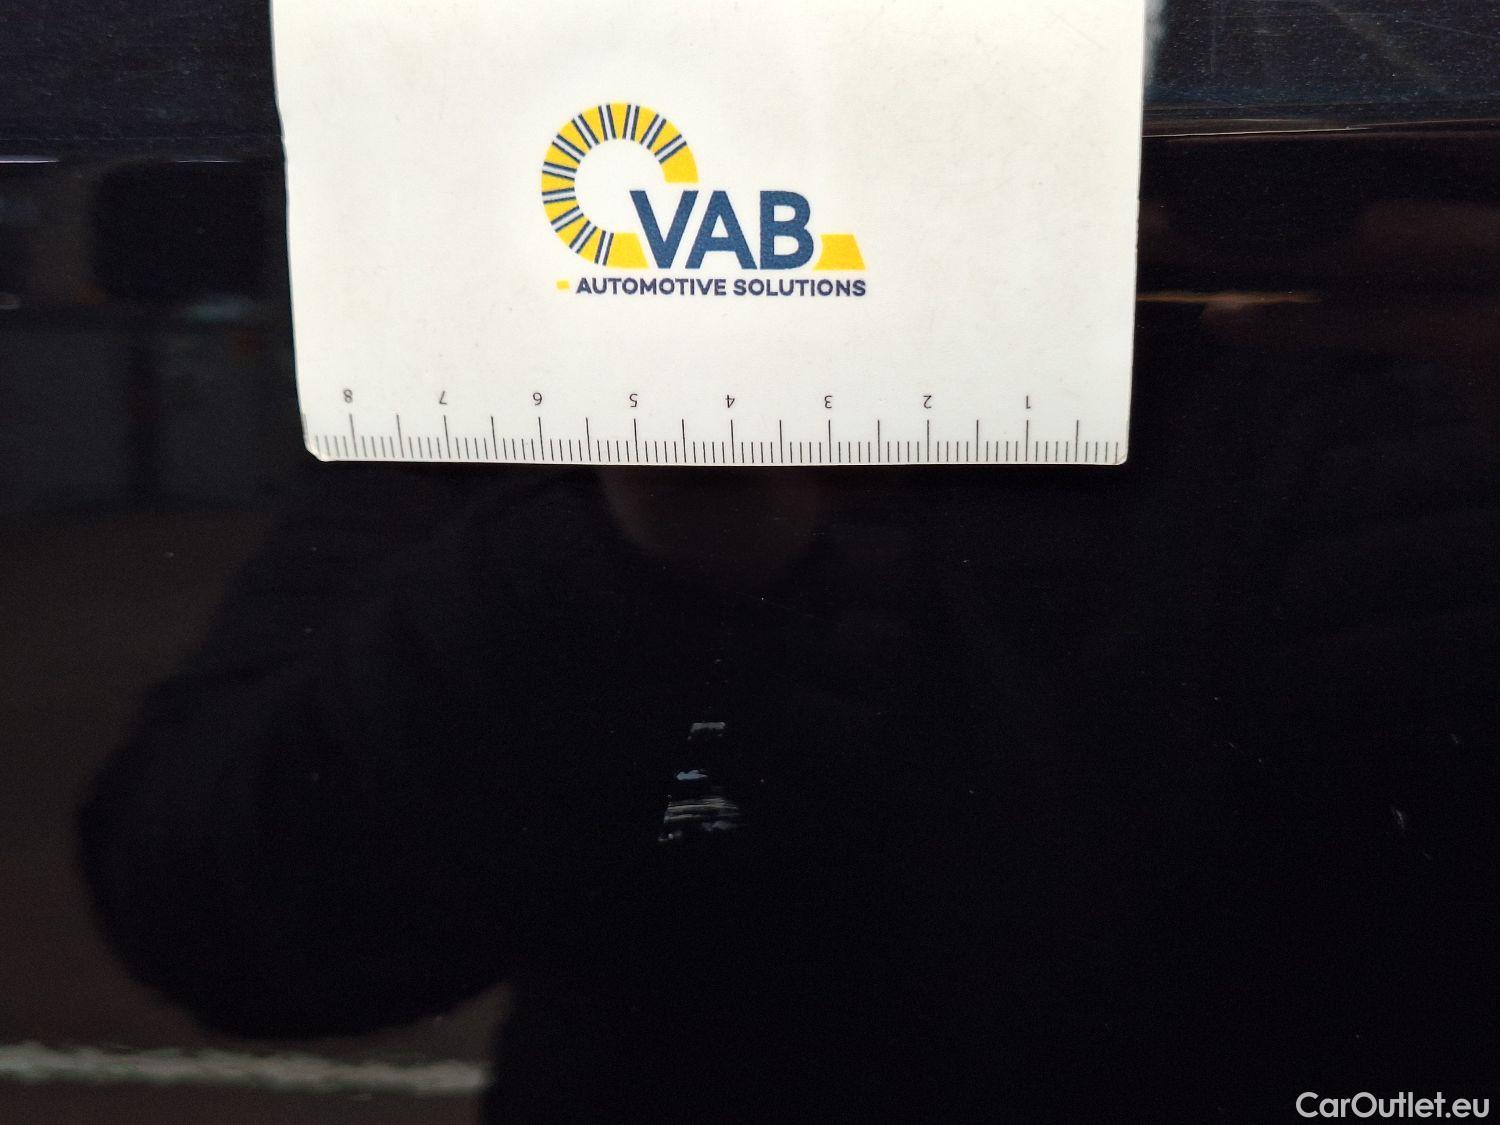 VAB
AUTOMOTIVE SOLUTIONS
8 7 6 5 4 3 2 1
CarOutlet.eu